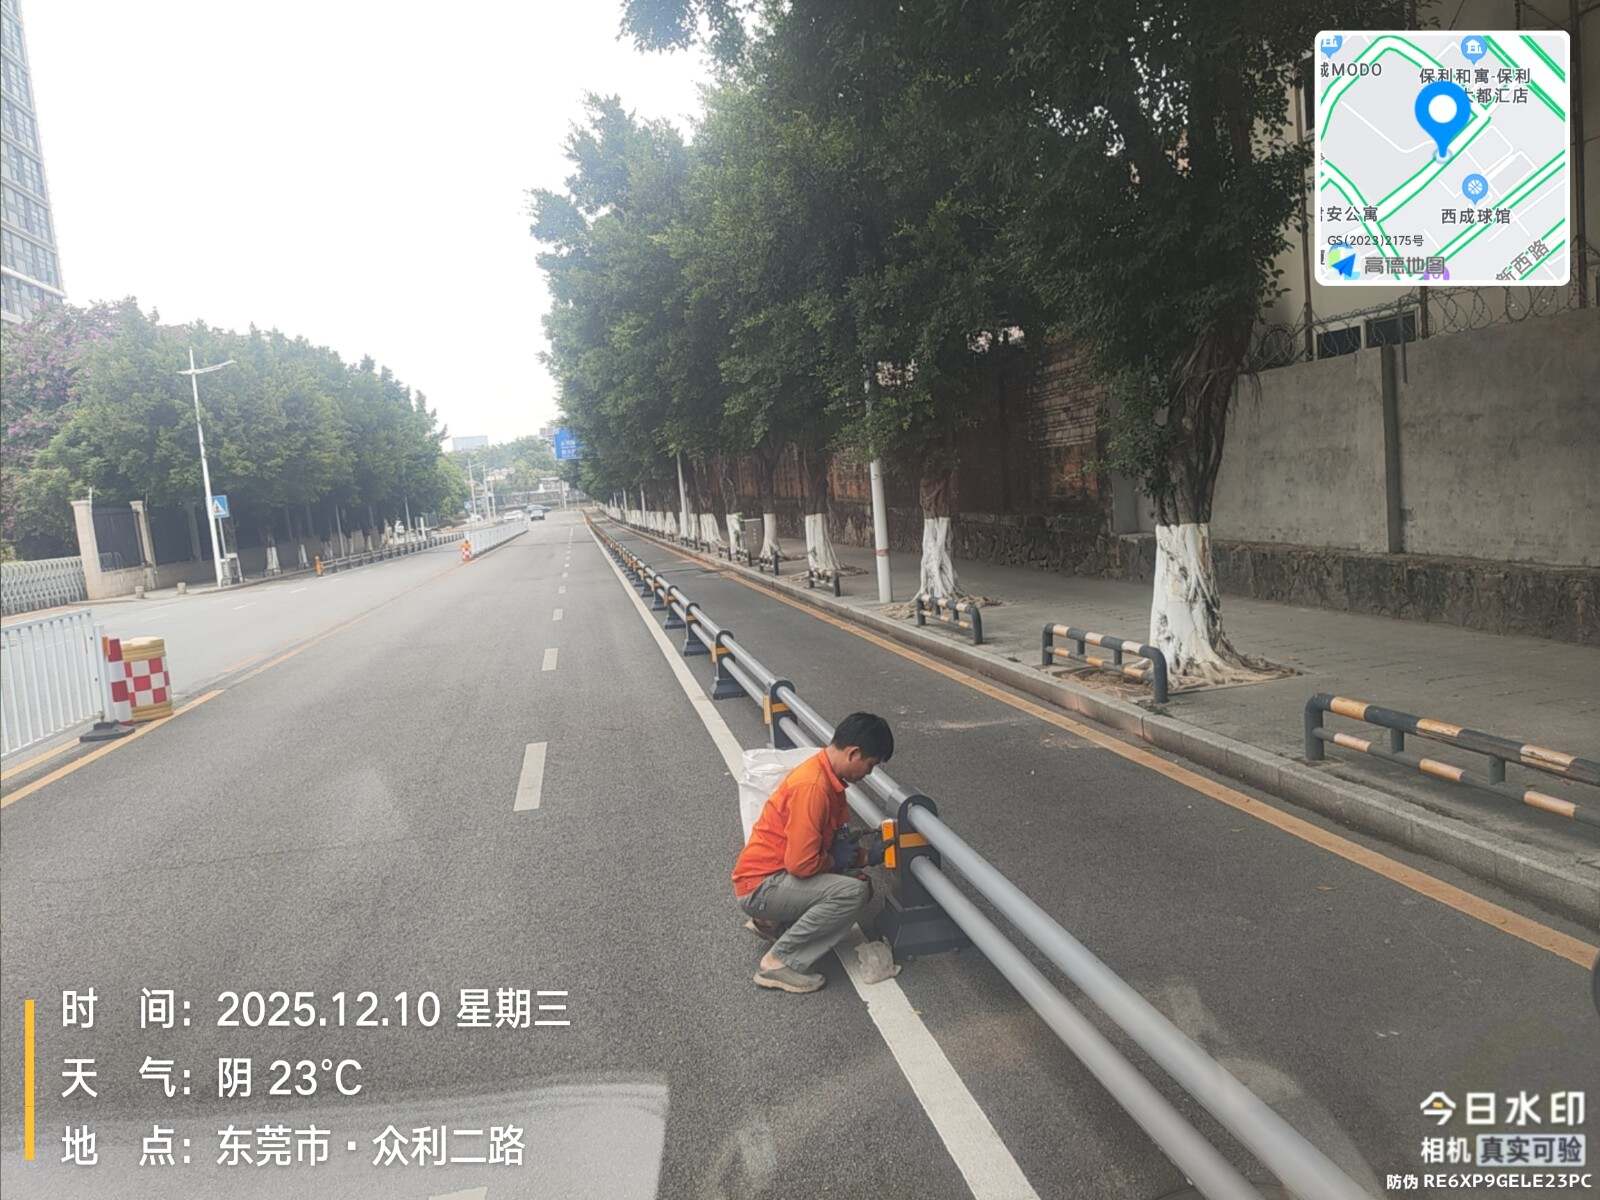 城MODO
保利和寓·保利
大都汇店
西成球馆
君安公寓
GS(2023)2175号
高德地图
新西路
时 间：2025.12.10 星期三
天 气：阴 23℃
地 点：东莞市·众利二路
今日水印
相机 真实可验
防伪 RE6XP9GELE23PC